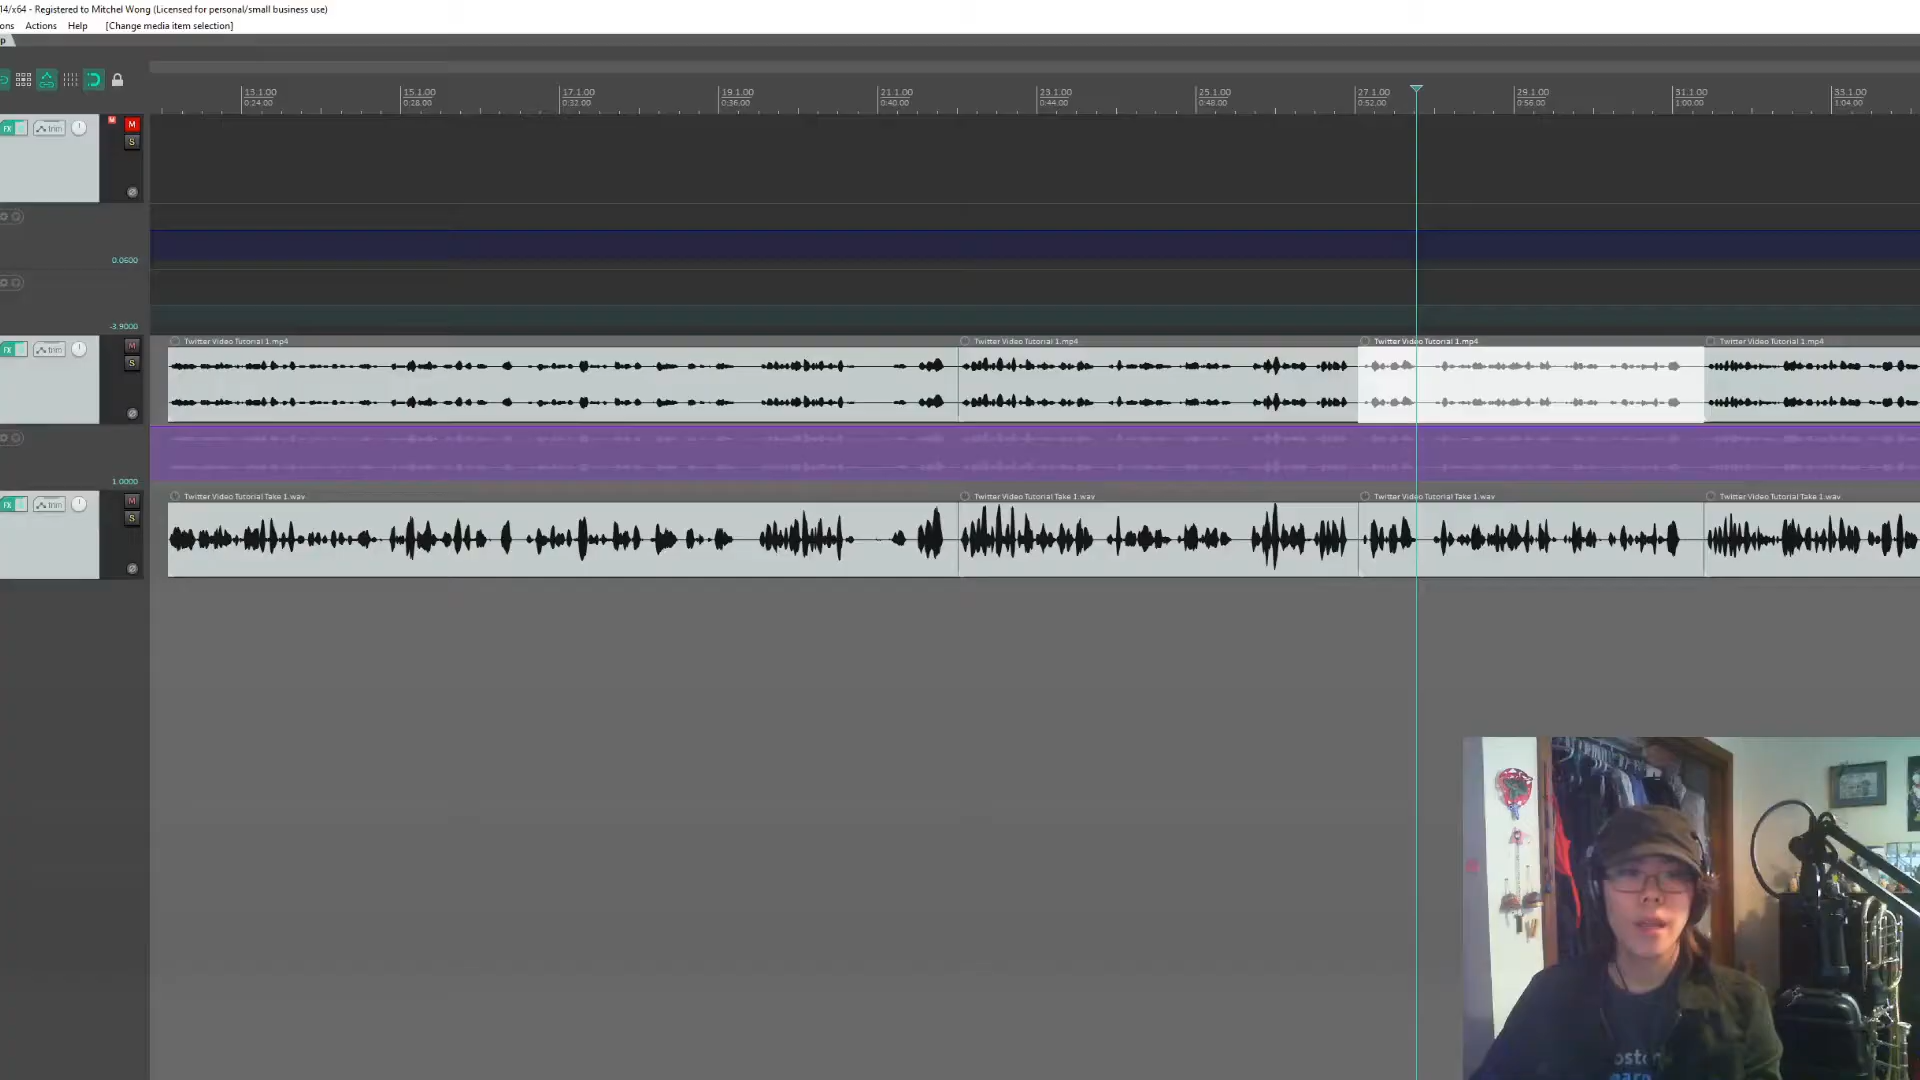 14/x64 - Registered to Mitchel Wong (Licensed for personal/small business use)
ons Actions Help [Change media item selection]
p
13.1.00 15.1.00 17.1.00 19.1.00 21.1.00 23.1.00 25.1.00 27.1.00 29.1.00 31.1.00 33.1.00
0:24.00 0:28.00 0:32.00 0:36.00 0:40.00 0:44.00 0:48.00 0:52.00 0:56.00 1:00.00 1:04.00
FX trim M M
S
0.0600
-3.9000
Twitter Video Tutorial 1.mp4 Twitter Video Tutorial 1.mp4 Twitter Video Tutorial 1.mp4 Twitter Video Tutorial 1.mp4
FX trim M
S
1.0000
Twitter Video Tutorial Take 1.wav Twitter Video Tutorial Take 1.wav Twitter Video Tutorial Take 1.wav Twitter Video Tutorial Take 1.wav
FX trim M
S